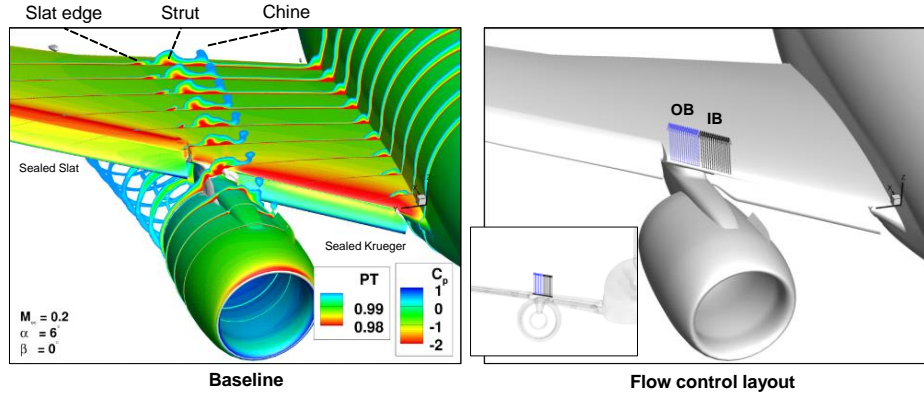 Slat edge
Strut
Chine
OB
IB
Sealed Slat
Sealed Krueger
PT
0.99
0.98
Cp
1
0
-1
-2
M∞ = 0.2
α = 6°
β = 0°
Baseline
Flow control layout